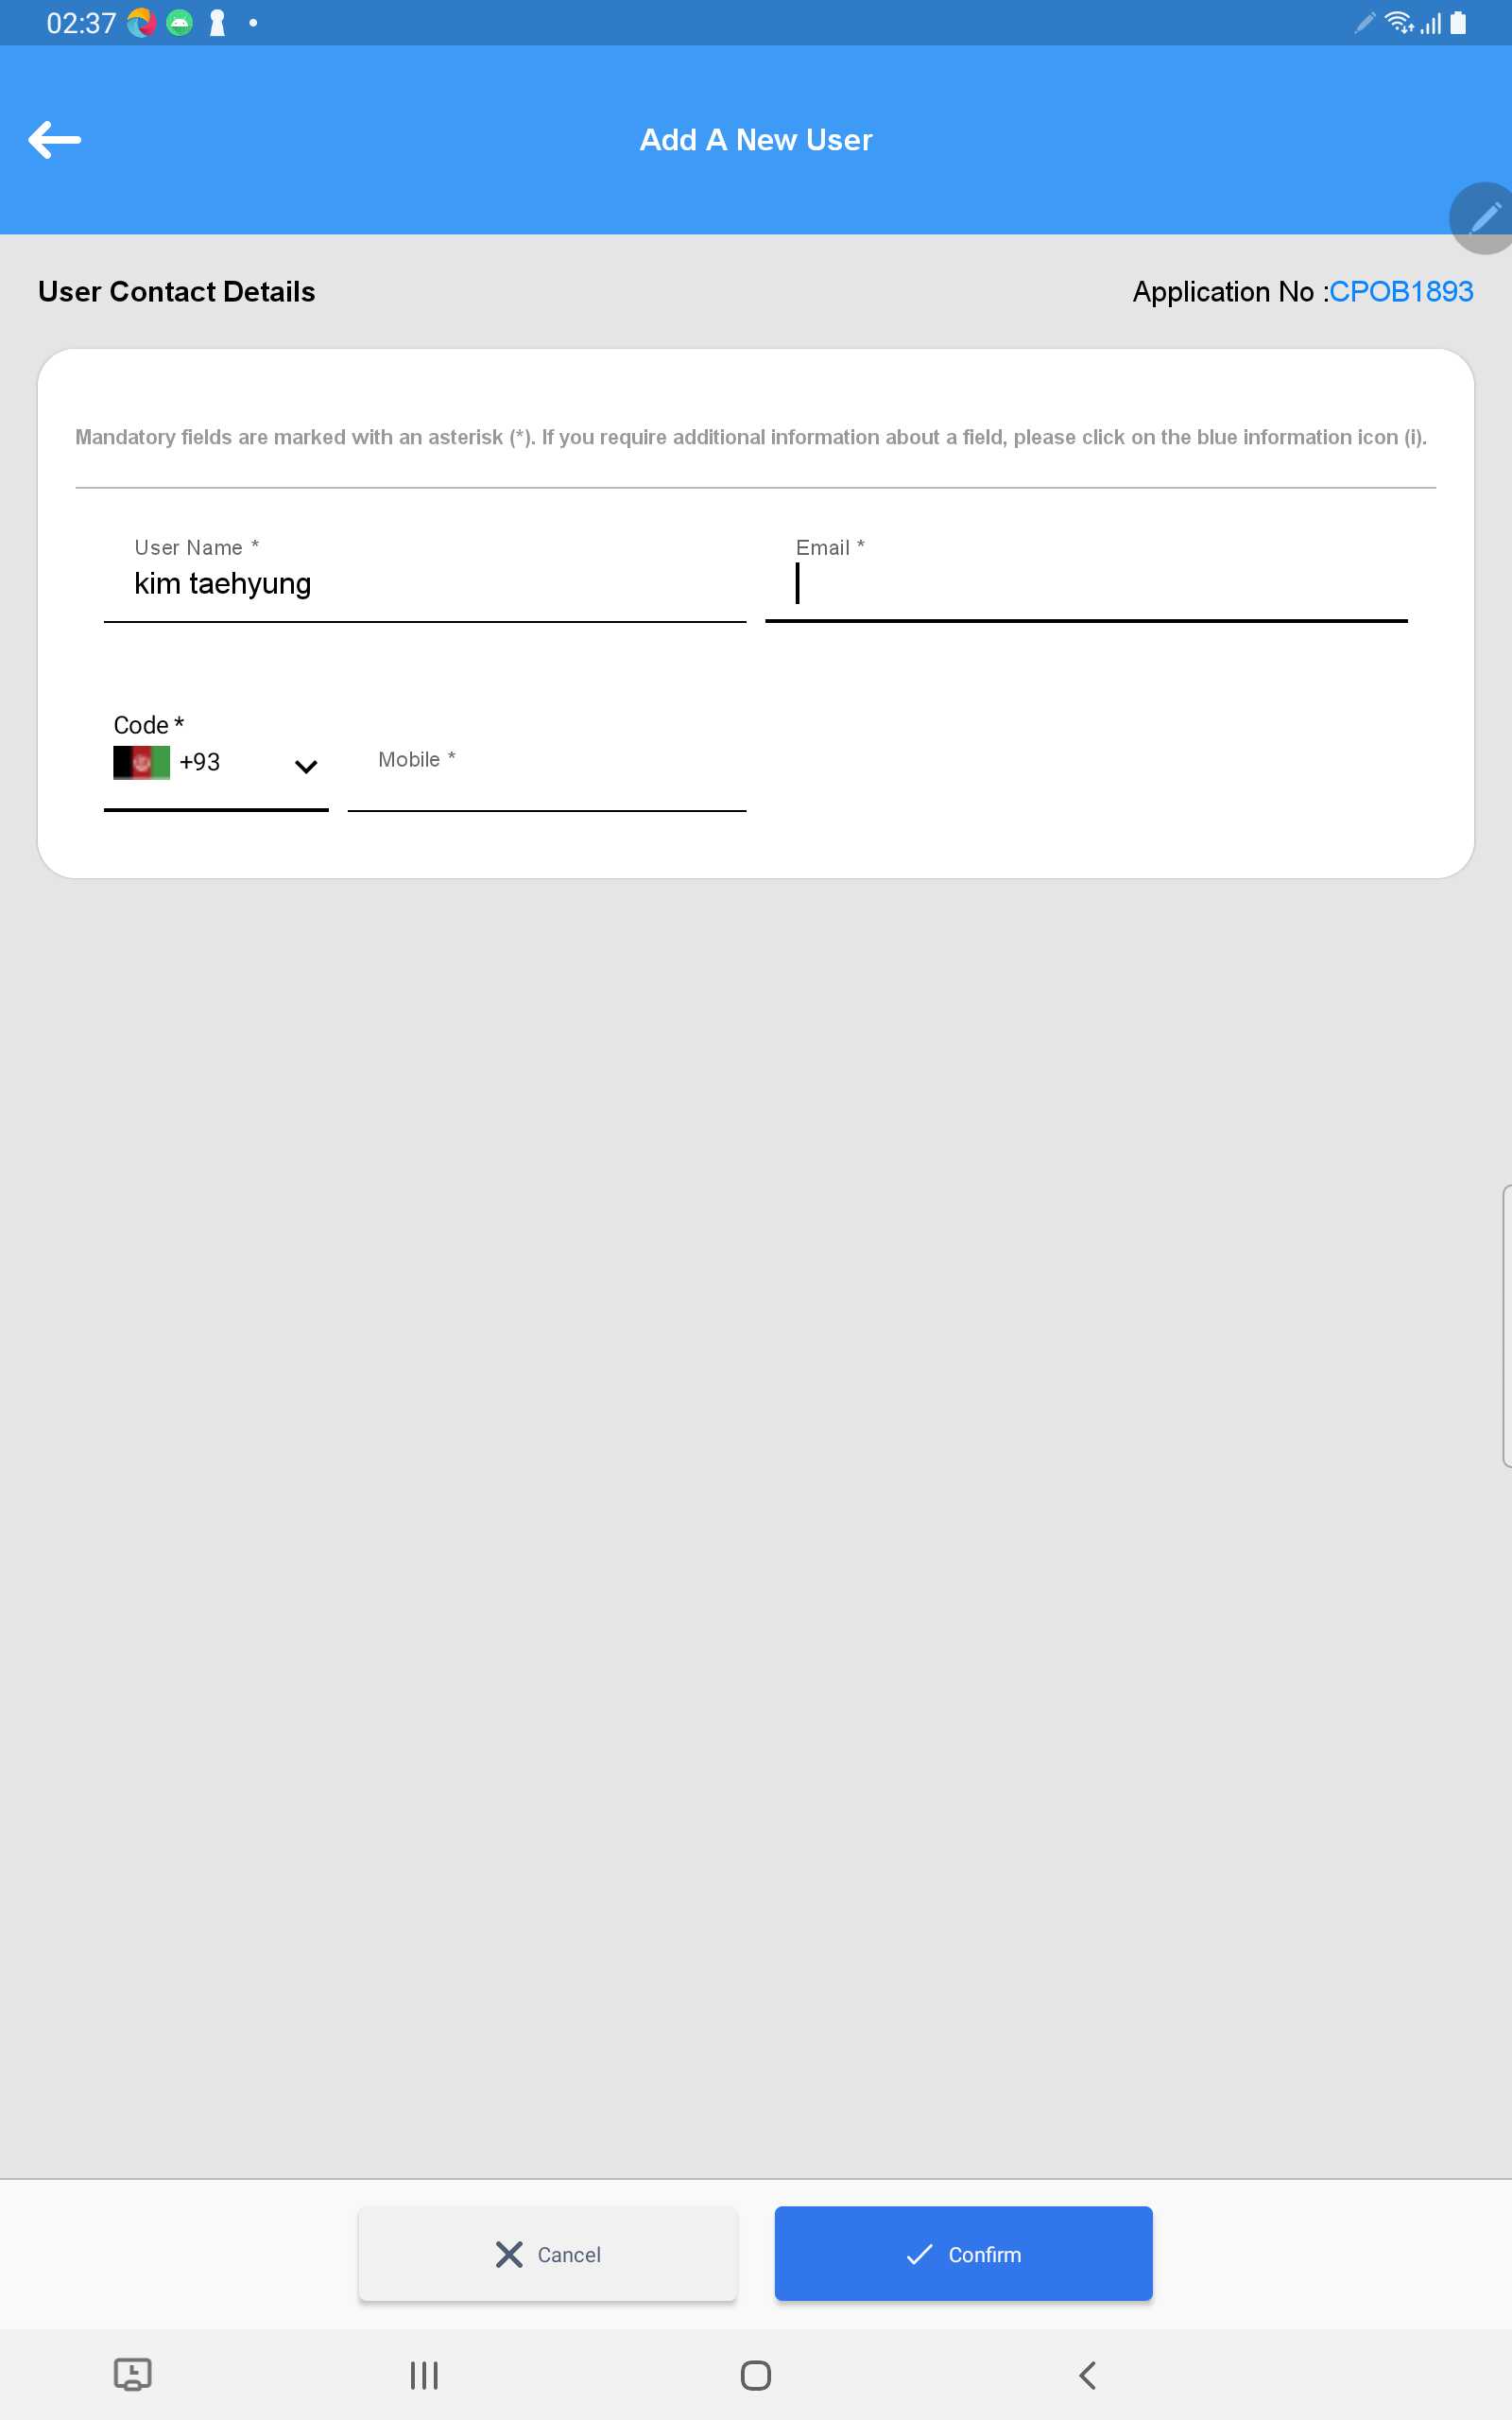 02:37
Add A New User
User Contact Details
Application No :CPOB1893
Mandatory fields are marked with an asterisk (*). If you require additional information about a field, please click on the blue information icon (i).
User Name *
kim taehyung
Email *
Code *
+93
Mobile *
Cancel
Confirm